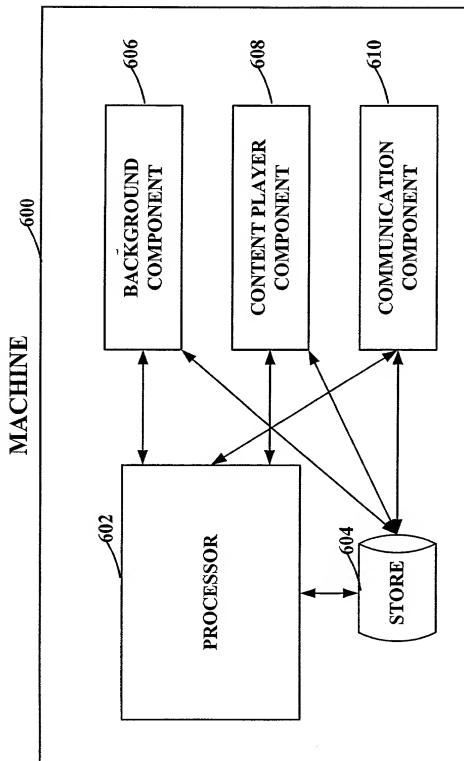 MACHINE
600
602
PROCESSOR
604
STORE
BACKGROUND
COMPONENT
606
CONTENT PLAYER
COMPONENT
608
COMMUNICATION
COMPONENT
610